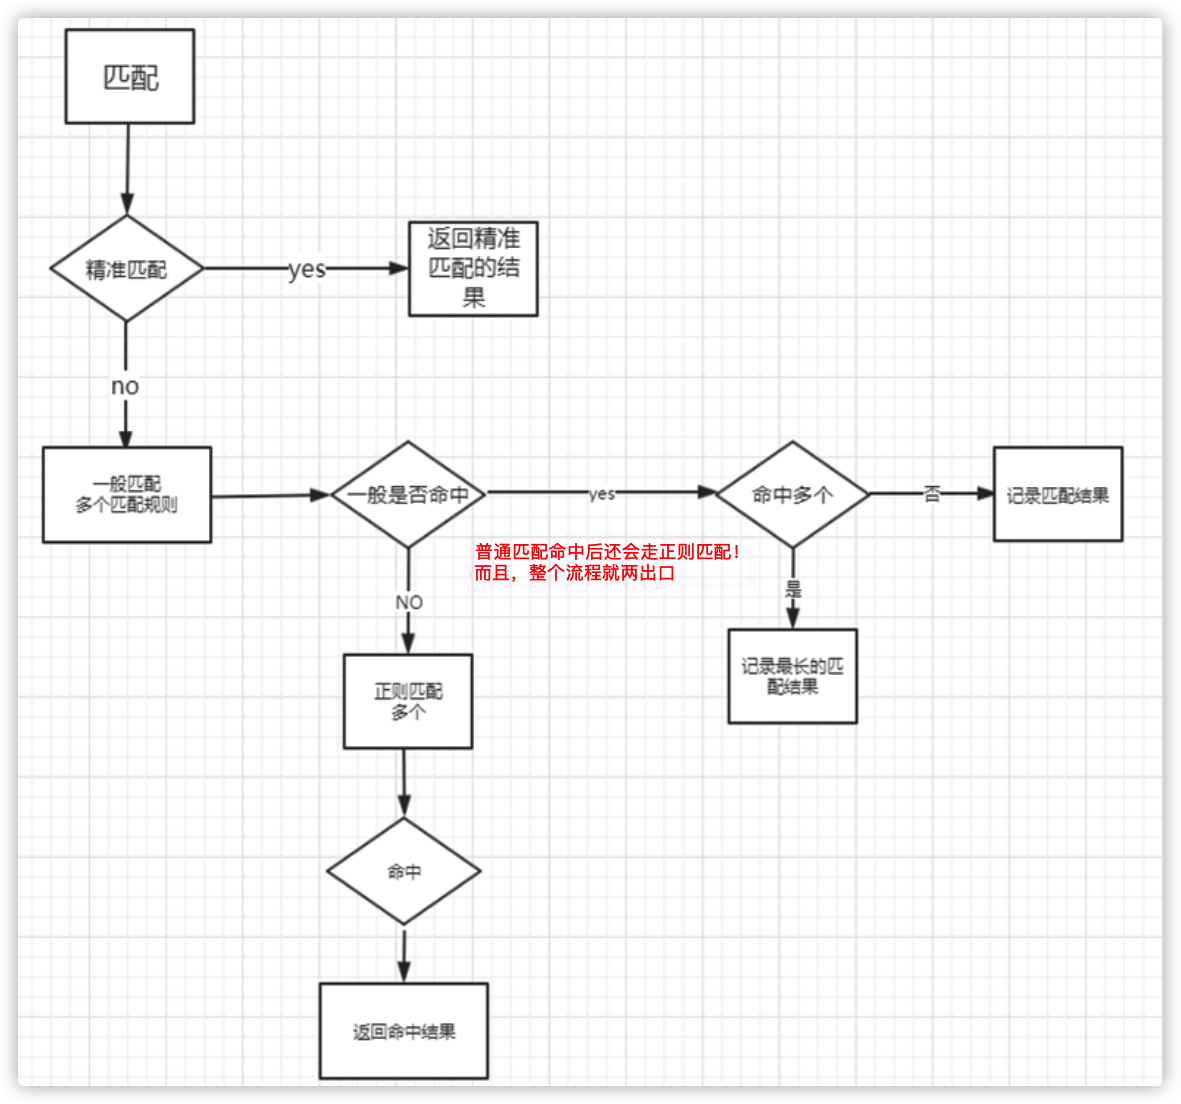 匹配
精准匹配
yes
返回精准
匹配的结
果
no
一般匹配
多个匹配规则
一般是否命中
yes
命中多个
否
记录匹配结果
普通匹配命中后还会走正则匹配！
而且，整个流程就两出口
NO
是
正则匹配
多个
记录最长的匹
配结果
命中
返回命中结果